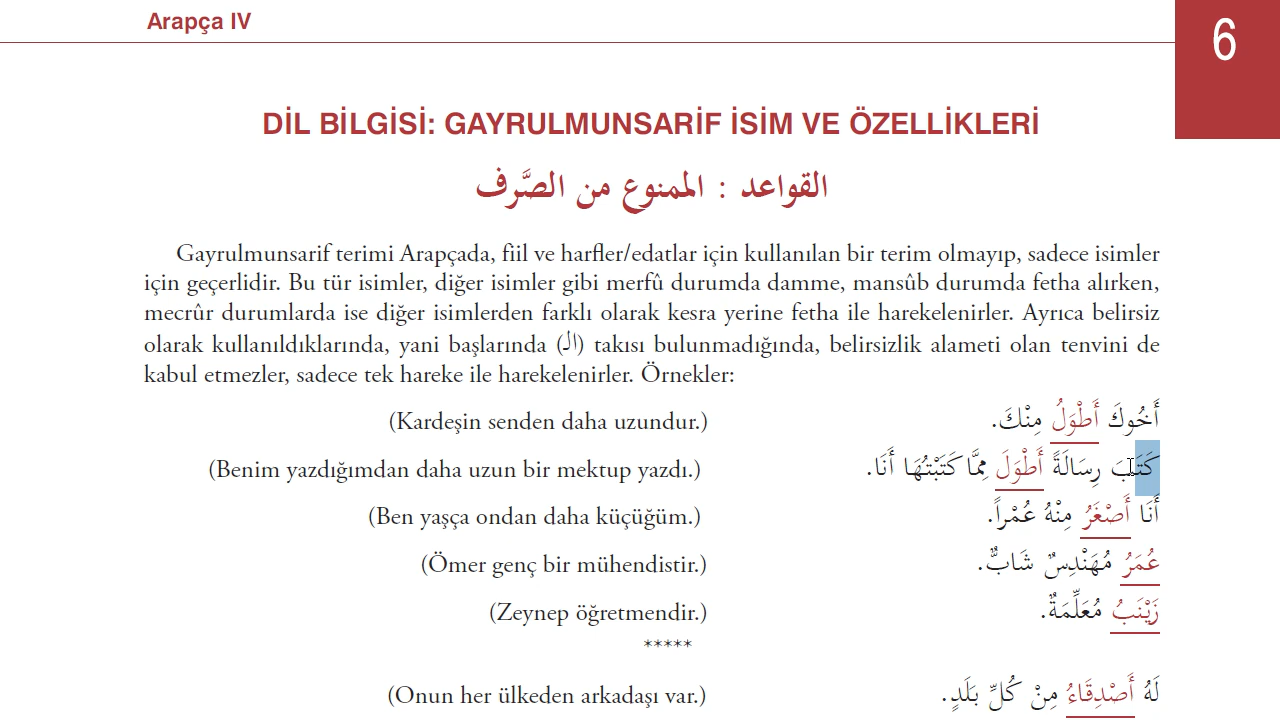 Arapça IV
6
DİL BİLGİSİ: GAYRULMUNSARİF İSİM VE ÖZELLİKLERİ
القواعد : الممنوع من الصَّرف
Gayrulmunsarif terimi Arapçada, fiil ve harfler/edatlar için kullanılan bir terim olmayıp, sadece isimler
için geçerlidir. Bu tür isimler, diğer isimler gibi merfû durumda damme, mansûb durumda fetha alırken,
mecrûr durumlarda ise diğer isimlerden farklı olarak kesra yerine fetha ile harekelenirler. Ayrıca belirsiz
olarak kullanıldıklarında, yani başlarında (الـ) takısı bulunmadığında, belirsizlik alameti olan tenvini de
kabul etmezler, sadece tek hareke ile harekelenirler. Örnekler:
(Kardeşin senden daha uzundur.) أَخُوكَ أَطْوَلُ مِنْكَ.
(Benim yazdığımdan daha uzun bir mektup yazdı.) كَتَبَ رِسَالَةً أَطْوَلَ مِمَّا كَتَبْتُهَا أَنَا.
(Ben yaşça ondan daha küçüğüm.) أَنَا أَصْغَرُ مِنْهُ عُمْراً.
(Ömer genç bir mühendistir.) عُمَرُ مُهَنْدِسٌ شَابٌّ.
(Zeynep öğretmendir.) زَيْنَبُ مُعَلِّمَةٌ.
*****
(Onun her ülkeden arkadaşı var.) لَهُ أَصْدِقَاءُ مِنْ كُلِّ بَلَدٍ.